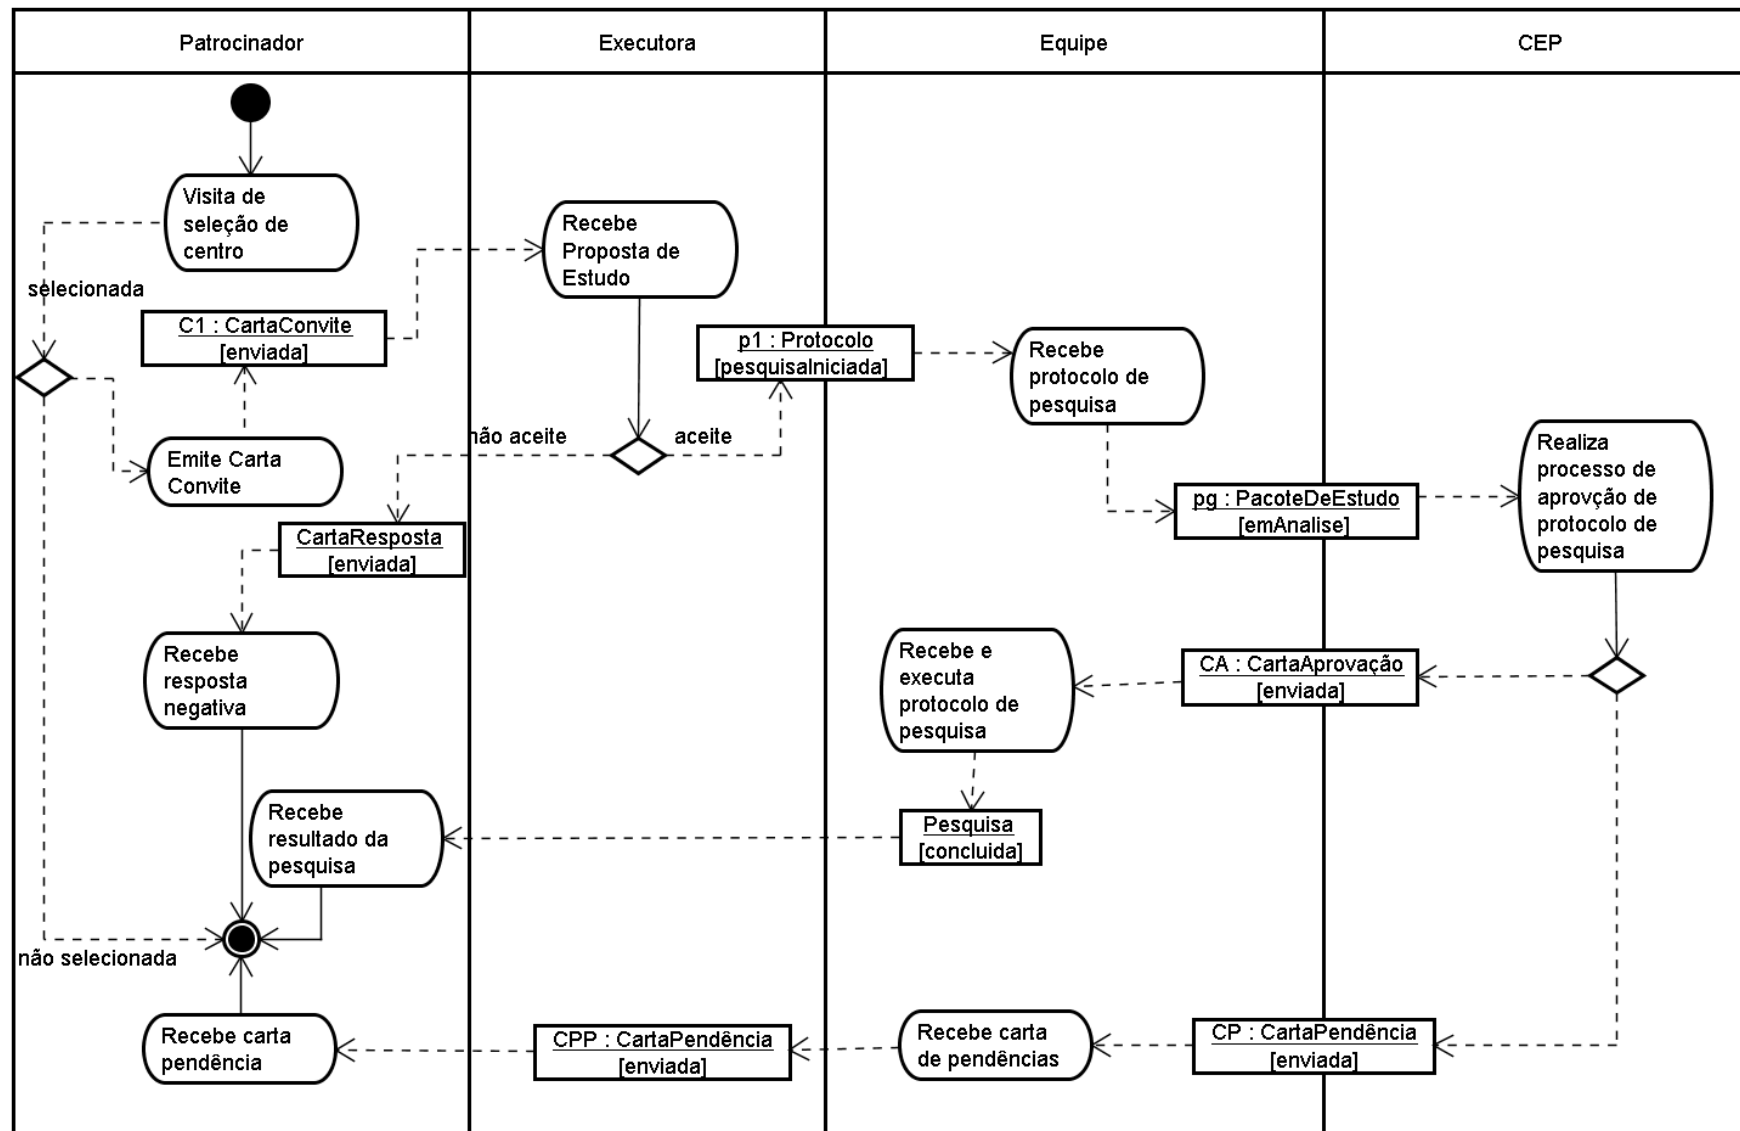 Patrocinador
Executora
Equipe
CEP
Visita de
seleção de
centro
selecionada
C1 : CartaConvite
[enviada]
Emite Carta
Convite
Recebe
Proposta de
Estudo
não aceite
aceite
p1 : Protocolo
[pesquisaIniciada]
Recebe
protocolo de
pesquisa
pg : PacoteDeEstudo
[emAnalise]
Realiza
processo de
aprovção de
protocolo de
pesquisa
CartaResposta
[enviada]
Recebe
resposta
negativa
Recebe e
executa
protocolo de
pesquisa
CA : CartaAprovação
[enviada]
Recebe
resultado da
pesquisa
Pesquisa
[concluida]
não selecionada
Recebe carta
pendência
CPP : CartaPendência
[enviada]
Recebe carta
de pendências
CP : CartaPendência
[enviada]